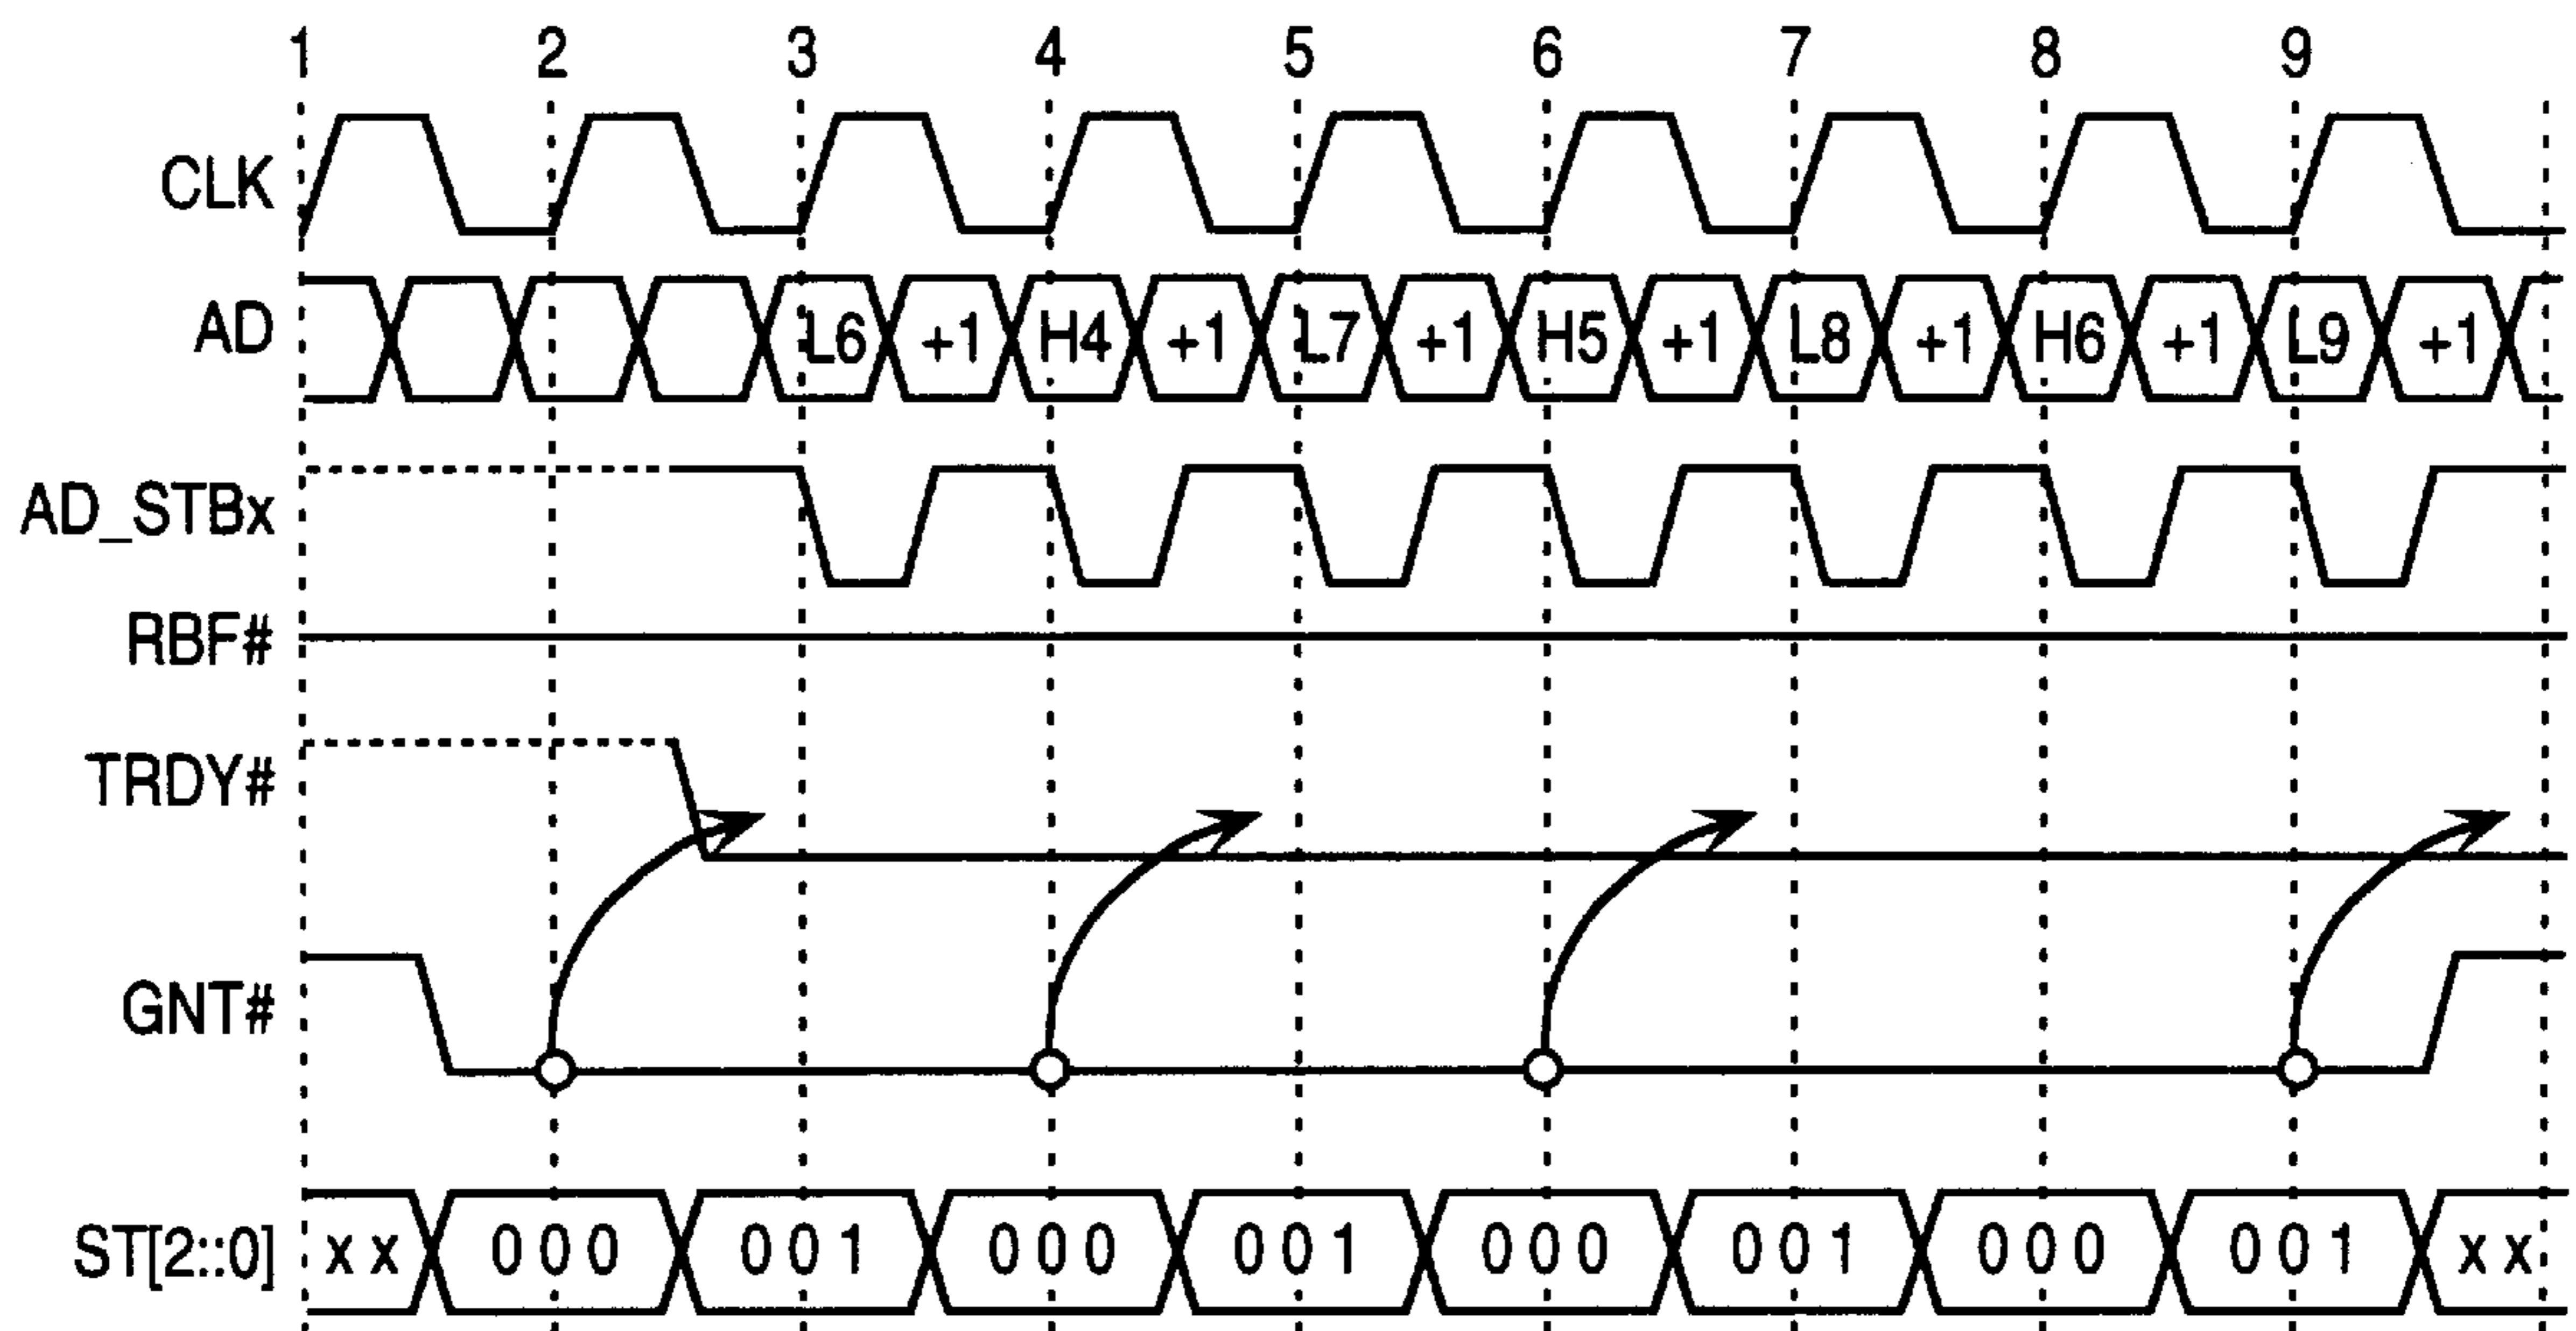 1 2 3 4 5 6 7 8 9
CLK
AD L6 +1 H4 +1 L7 +1 H5 +1 L8 +1 H6 +1 L9 +1
AD_STBx
RBF#
TRDY#
GNT#
ST[2::0] x x 0 0 0 0 0 1 0 0 0 0 0 1 0 0 0 0 0 1 0 0 0 0 0 1 x x